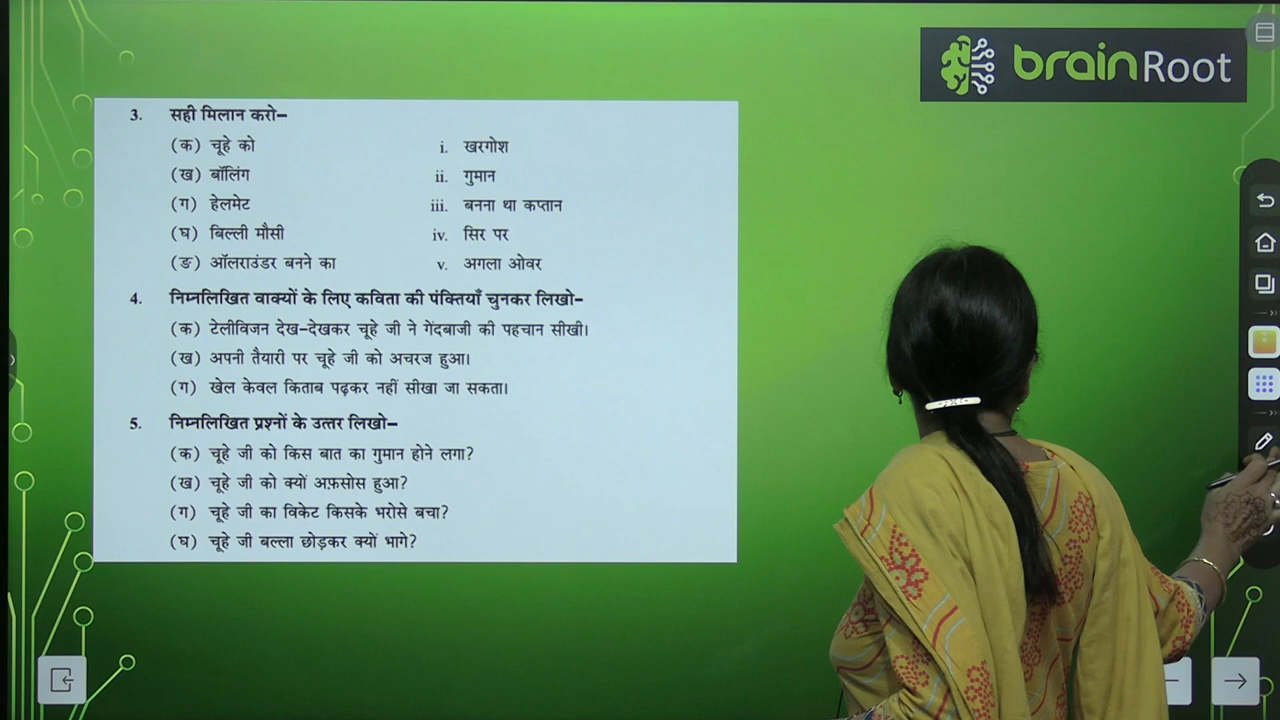 brainRoot
3. सही मिलान करो–
(क) चूहे को i. खरगोश
(ख) बॉलिंग ii. गुमान
(ग) हेलमेट iii. बनना था कप्तान
(घ) बिल्ली मौसी iv. सिर पर
(ङ) ऑलराउंडर बनने का v. अगला ओवर
4. निम्नलिखित वाक्यों के लिए कविता की पंक्तियाँ चुनकर लिखो–
(क) टेलीविजन देख-देखकर चूहे जी ने गेंदबाजी की पहचान सीखी।
(ख) अपनी तैयारी पर चूहे जी को अचरज हुआ।
(ग) खेल केवल किताब पढ़कर नहीं सीखा जा सकता।
5. निम्नलिखित प्रश्नों के उत्तर लिखो–
(क) चूहे जी को किस बात का गुमान होने लगा?
(ख) चूहे जी को क्यों अफ़सोस हुआ?
(ग) चूहे जी का विकेट किसके भरोसे बचा?
(घ) चूहे जी बल्ला छोड़कर क्यों भागे?